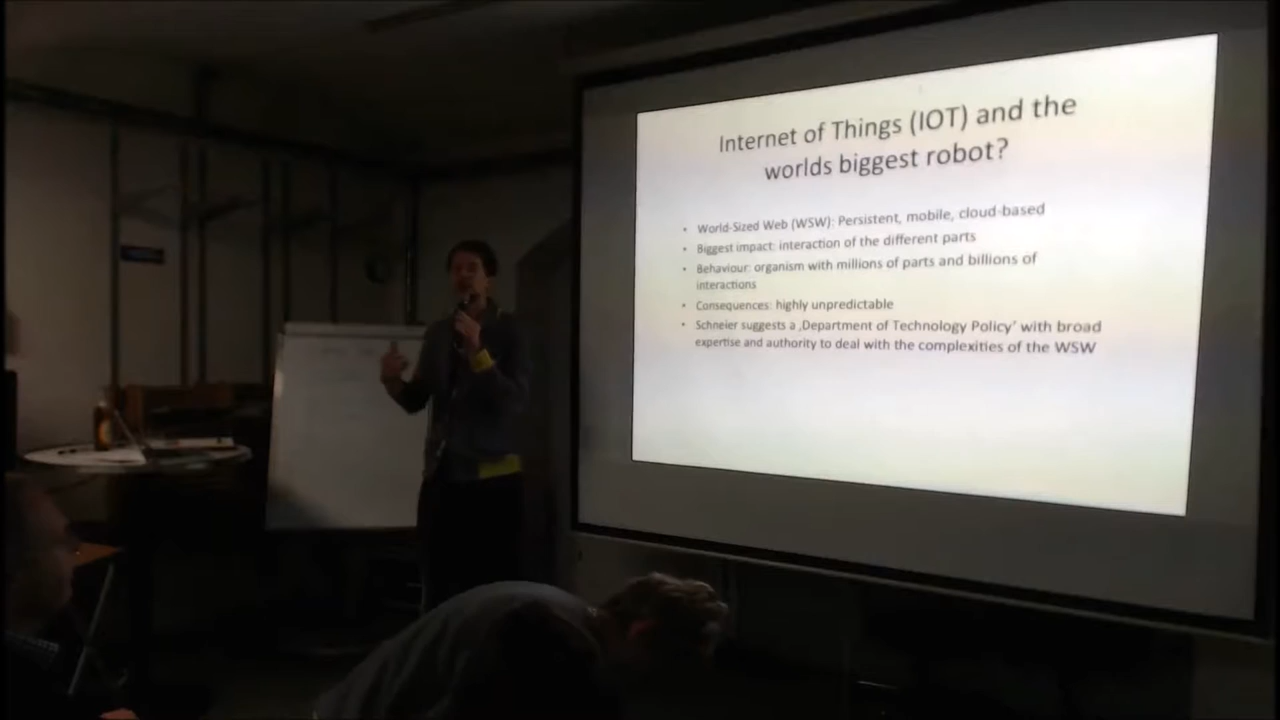 Internet of Things (IOT) and the
worlds biggest robot?
• World-Sized Web (WSW): Persistent, mobile, cloud-based
• Biggest impact: interaction of the different parts
• Behaviour: organism with millions of parts and billions of
interactions
• Consequences: highly unpredictable
• Schneier suggests a ‚Department of Technology Policy' with broad
expertise and authority to deal with the complexities of the WSW